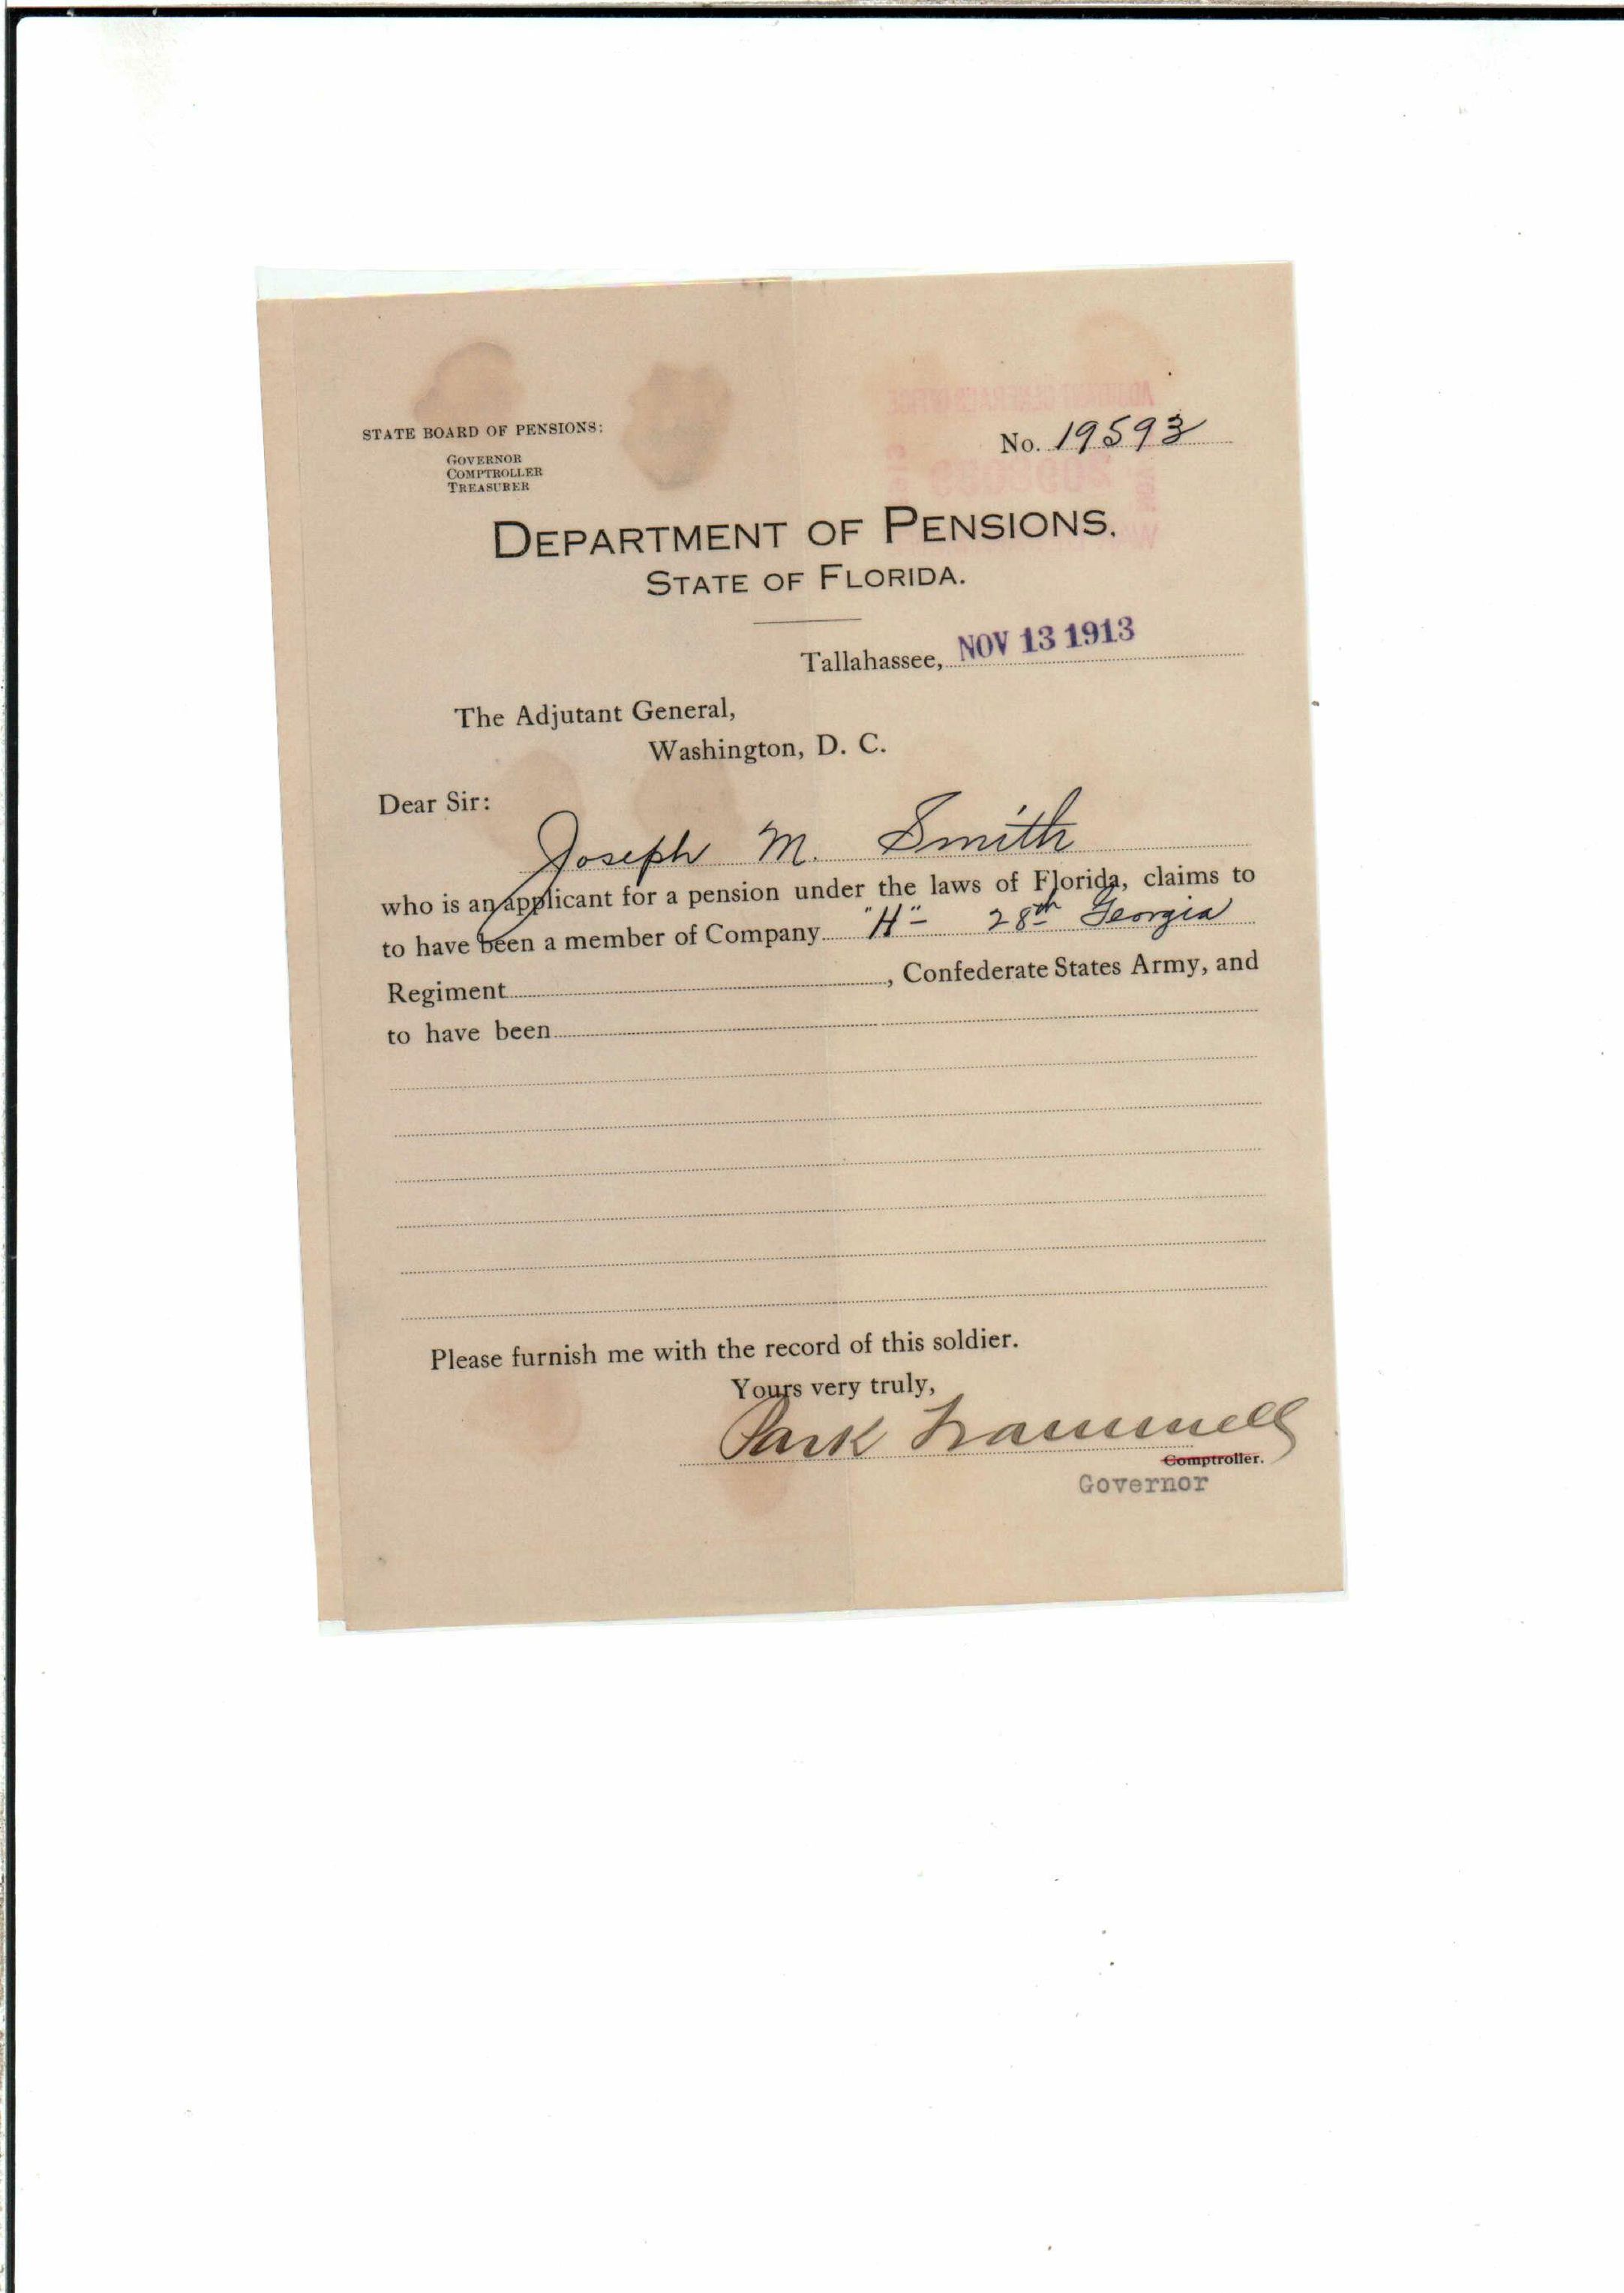 STATE BOARD OF PENSIONS:
GOVERNOR
COMPTROLLER
TREASURER
No. 19593
DEPARTMENT OF PENSIONS.
STATE OF FLORIDA.
Tallahassee, NOV 13 1913
The Adjutant General,
Washington, D. C.
Dear Sir:
Joseph M. Smith
who is an applicant for a pension under the laws of Florida, claims to
to have been a member of Company "H" 28th Georgia
Regiment, Confederate States Army, and
to have been
Please furnish me with the record of this soldier.
Yours very truly,
Park Trammell
Comptroller.
Governor